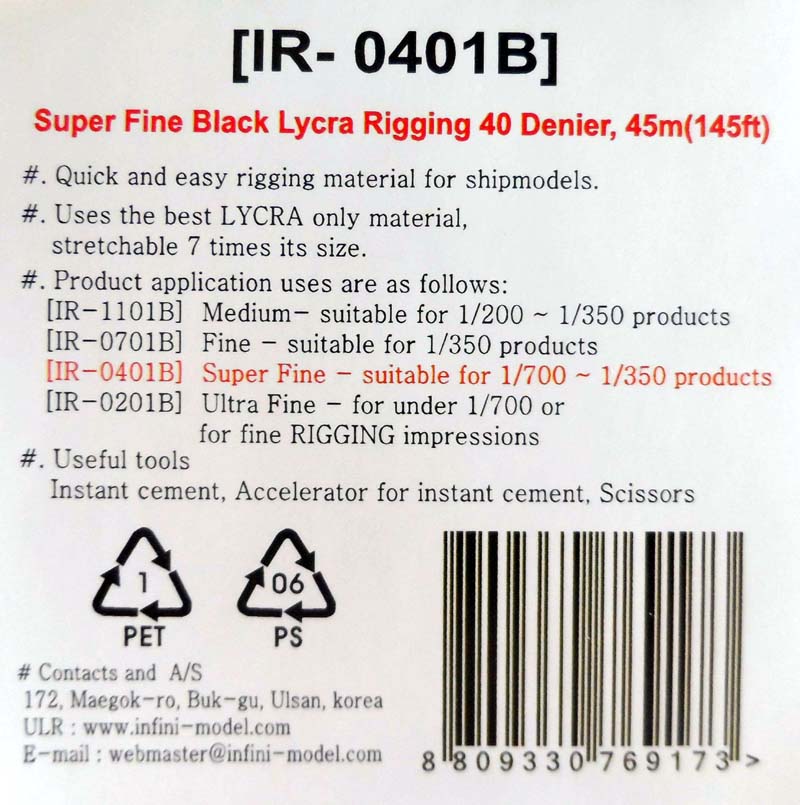 [IR- 0401B]
Super Fine Black Lycra Rigging 40 Denier, 45m(145ft)
#. Quick and easy rigging material for shipmodels.
#. Uses the best LYCRA only material,
stretchable 7 times its size.
#. Product application uses are as follows:
[IR-1101B] Medium- suitable for 1/200 ~ 1/350 products
[IR-0701B] Fine - suitable for 1/350 products
[IR-0401B] Super Fine - suitable for 1/700 ~ 1/350 products
[IR-0201B] Ultra Fine - for under 1/700 or
for fine RIGGING impressions
#. Useful tools
Instant cement, Accelerator for instant cement, Scissors
1 06
PET PS
# Contacts and A/S
172, Maegok-ro, Buk-gu, Ulsan, korea
ULR : www.infini-model.com
E-mail : webmaster@infini-model.com
8 809330 769173 >